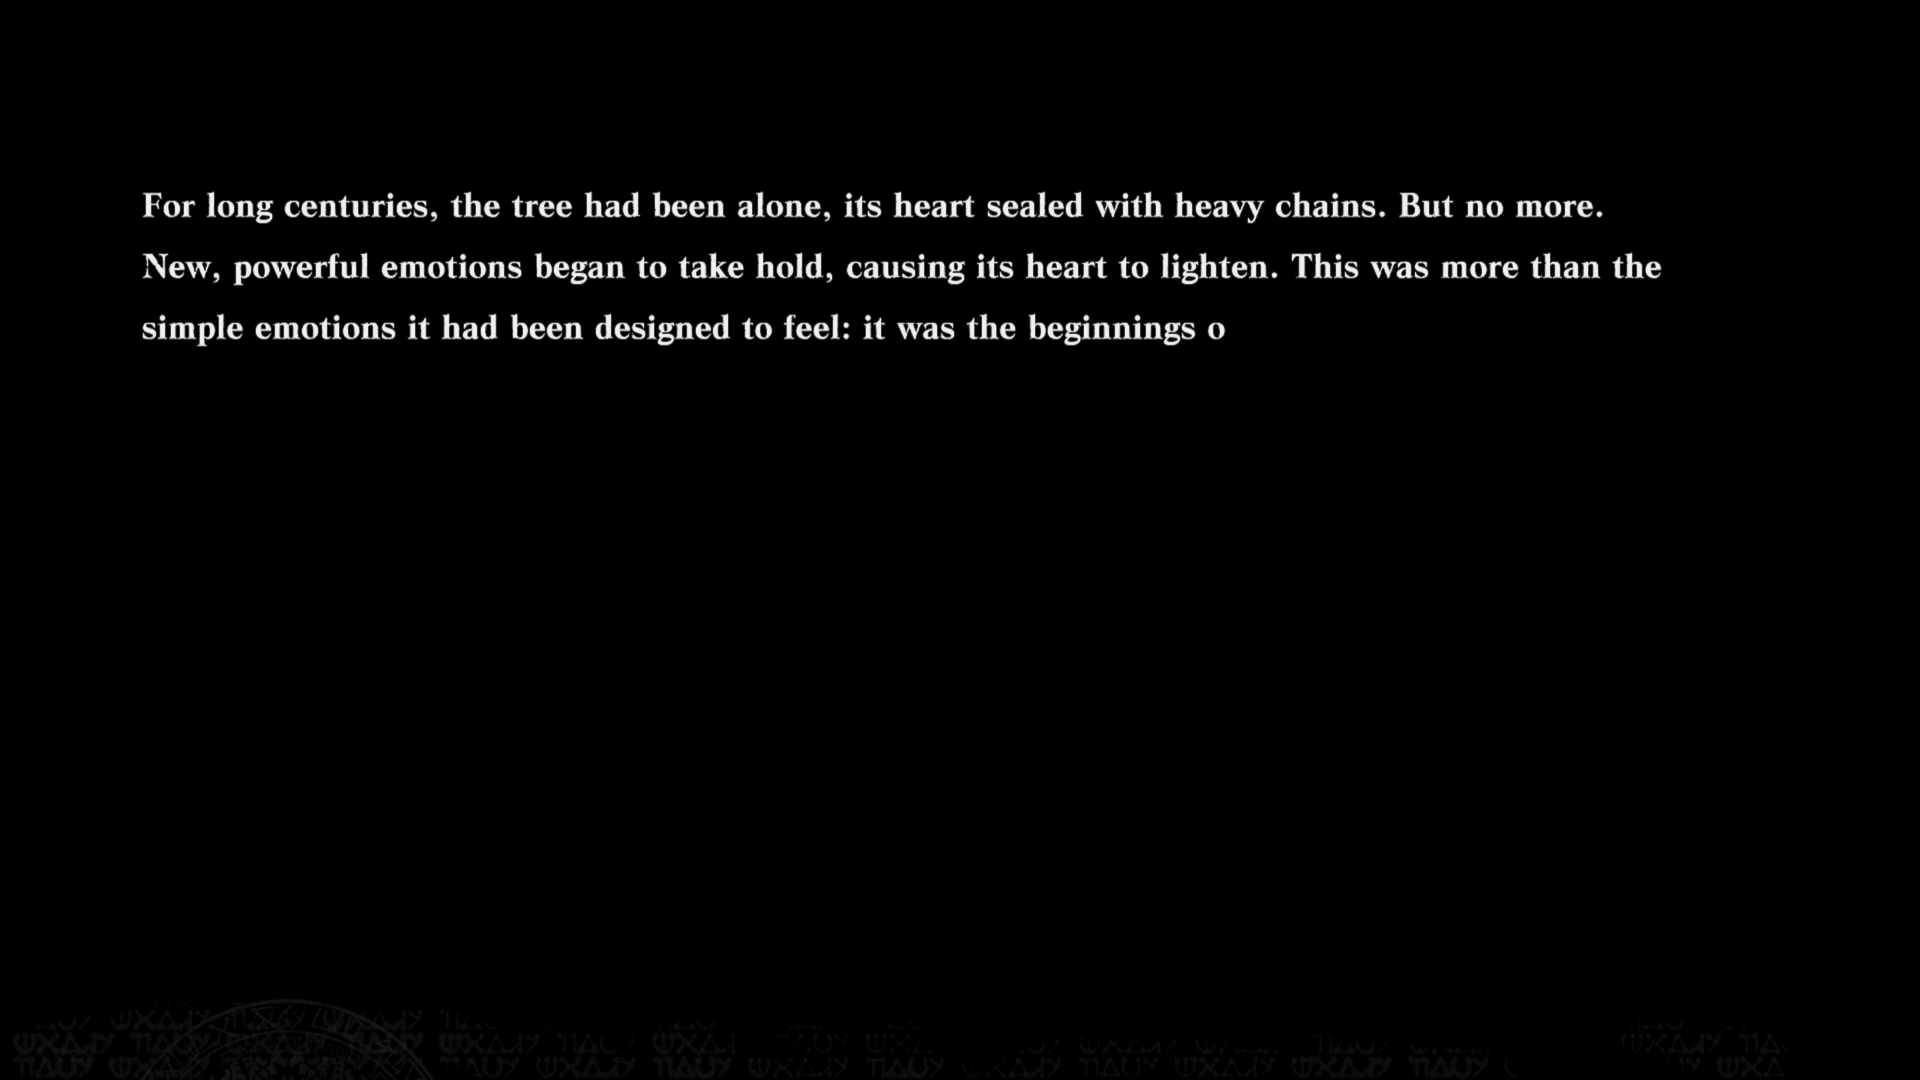 For long centuries, the tree had been alone, its heart sealed with heavy chains. But no more.
New, powerful emotions began to take hold, causing its heart to lighten. This was more than the
simple emotions it had been designed to feel: it was the beginnings o